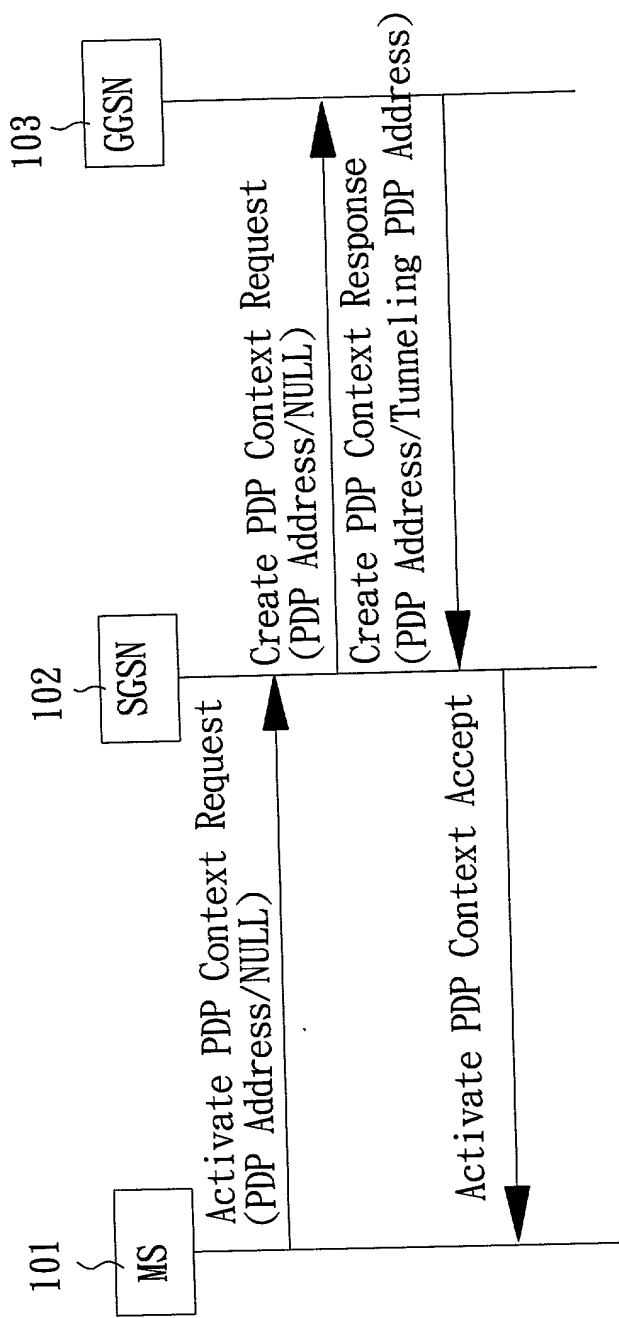 101
MS
102
SGSN
103
GGSN
Activate PDP Context Request
(PDP Address/NULL)
Create PDP Context Request
(PDP Address/NULL)
Create PDP Context Response
(PDP Address/Tunneling PDP Address)
Activate PDP Context Accept